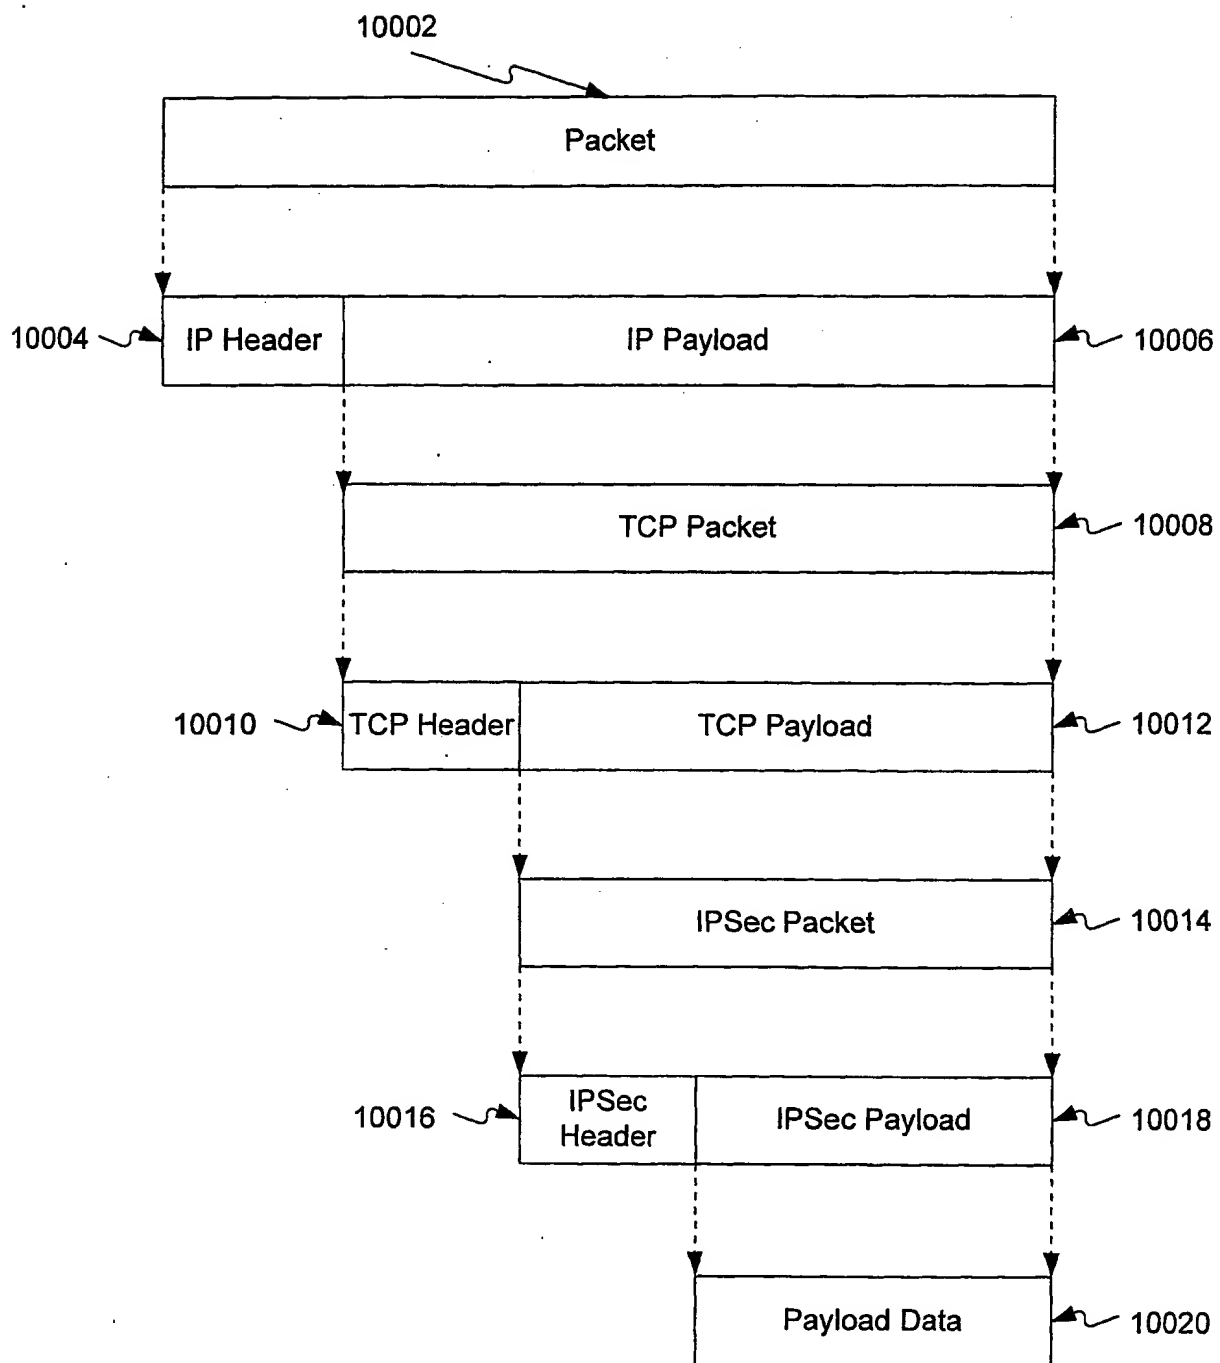 10002
Packet
10004 IP Header IP Payload 10006
TCP Packet 10008
10010 TCP Header TCP Payload 10012
IPSec Packet 10014
10016 IPSec Header IPSec Payload 10018
Payload Data 10020